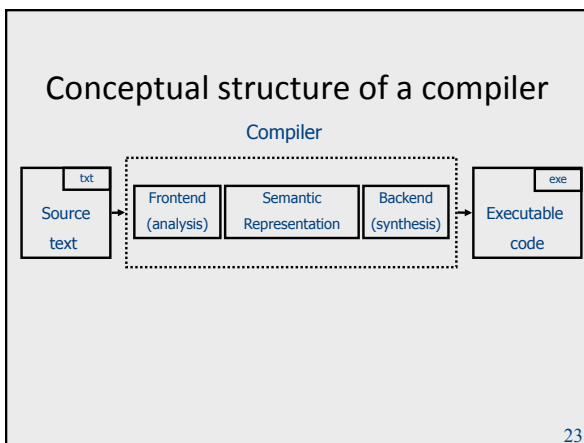 Conceptual structure of a compiler
Compiler
txt
Source
text
Frontend
(analysis)
Semantic
Representation
Backend
(synthesis)
exe
Executable
code
23